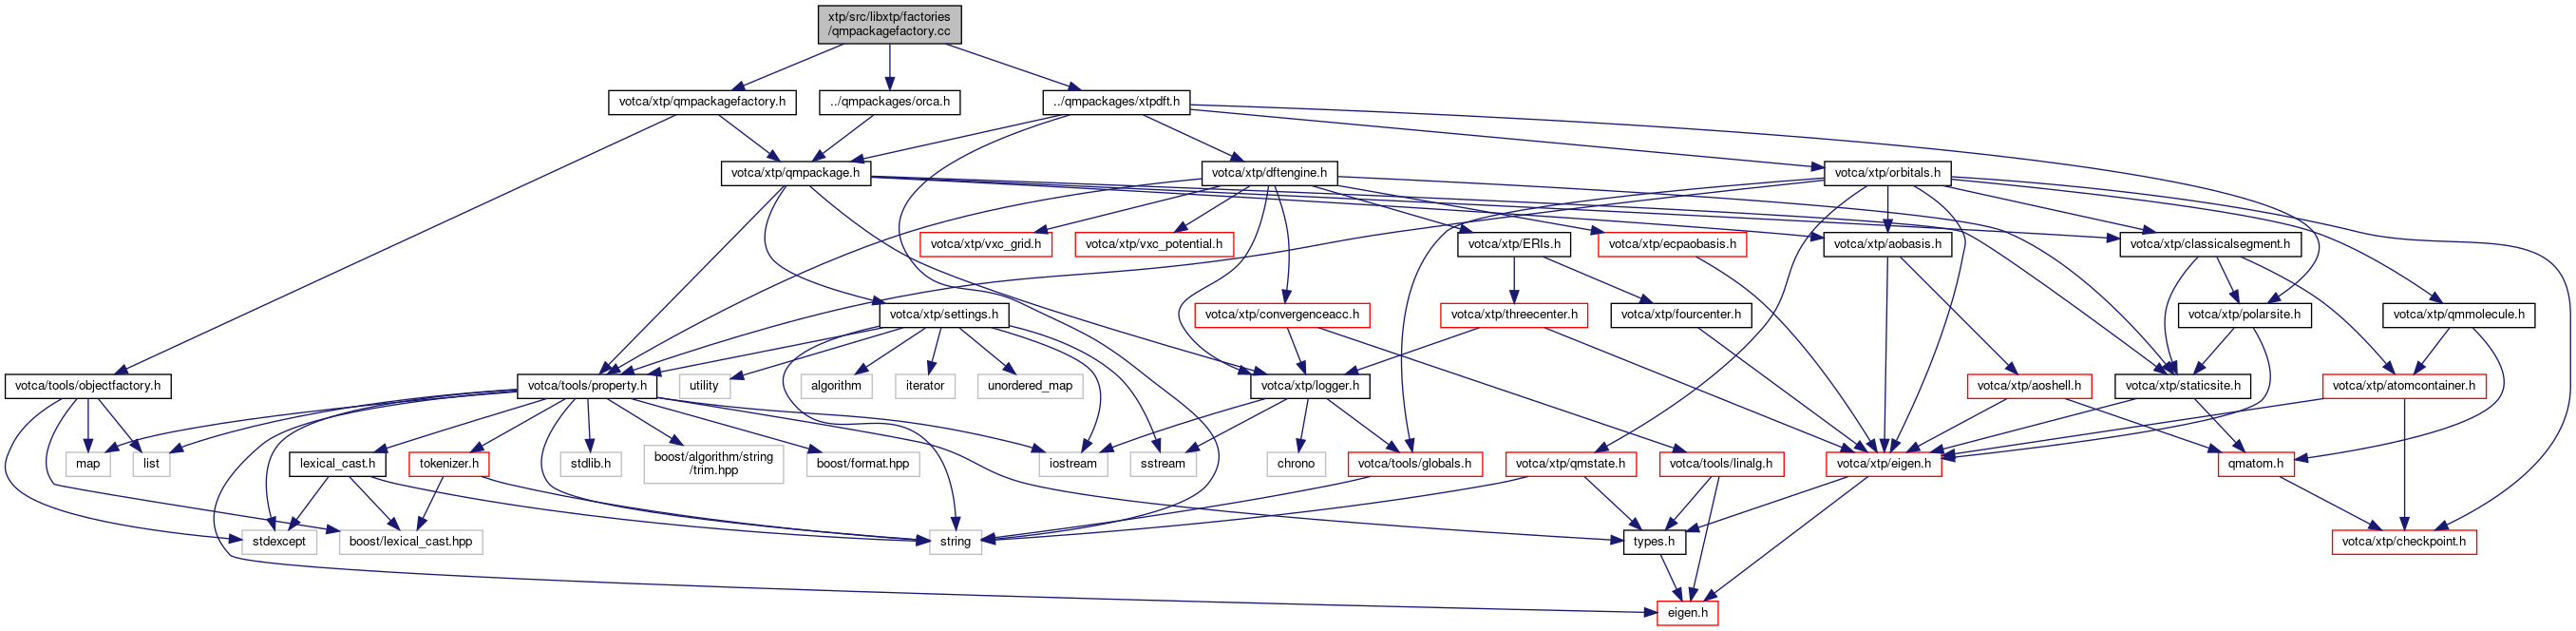 xtp/src/libxtp/factories
/qmpackagefactory.cc
votca/xtp/qmpackagefactory.h
../qmpackages/orca.h
../qmpackages/xtpdft.h
votca/xtp/qmpackage.h
votca/xtp/dftengine.h
votca/xtp/orbitals.h
votca/xtp/vxc_grid.h
votca/xtp/vxc_potential.h
votca/xtp/ERIs.h
votca/xtp/ecpaobasis.h
votca/xtp/aobasis.h
votca/xtp/classicalsegment.h
votca/xtp/settings.h
votca/xtp/convergenceacc.h
votca/xtp/threecenter.h
votca/xtp/fourcenter.h
votca/xtp/polarsite.h
votca/xtp/qmmolecule.h
votca/tools/objectfactory.h
votca/tools/property.h
utility
algorithm
iterator
unordered_map
votca/xtp/logger.h
votca/xtp/aoshell.h
votca/xtp/staticsite.h
votca/xtp/atomcontainer.h
map
list
lexical_cast.h
tokenizer.h
stdlib.h
boost/algorithm/string
/trim.hpp
boost/format.hpp
iostream
sstream
chrono
votca/tools/globals.h
votca/xtp/qmstate.h
votca/tools/linalg.h
votca/xtp/eigen.h
qmatom.h
stdexcept
boost/lexical_cast.hpp
string
types.h
votca/xtp/checkpoint.h
eigen.h